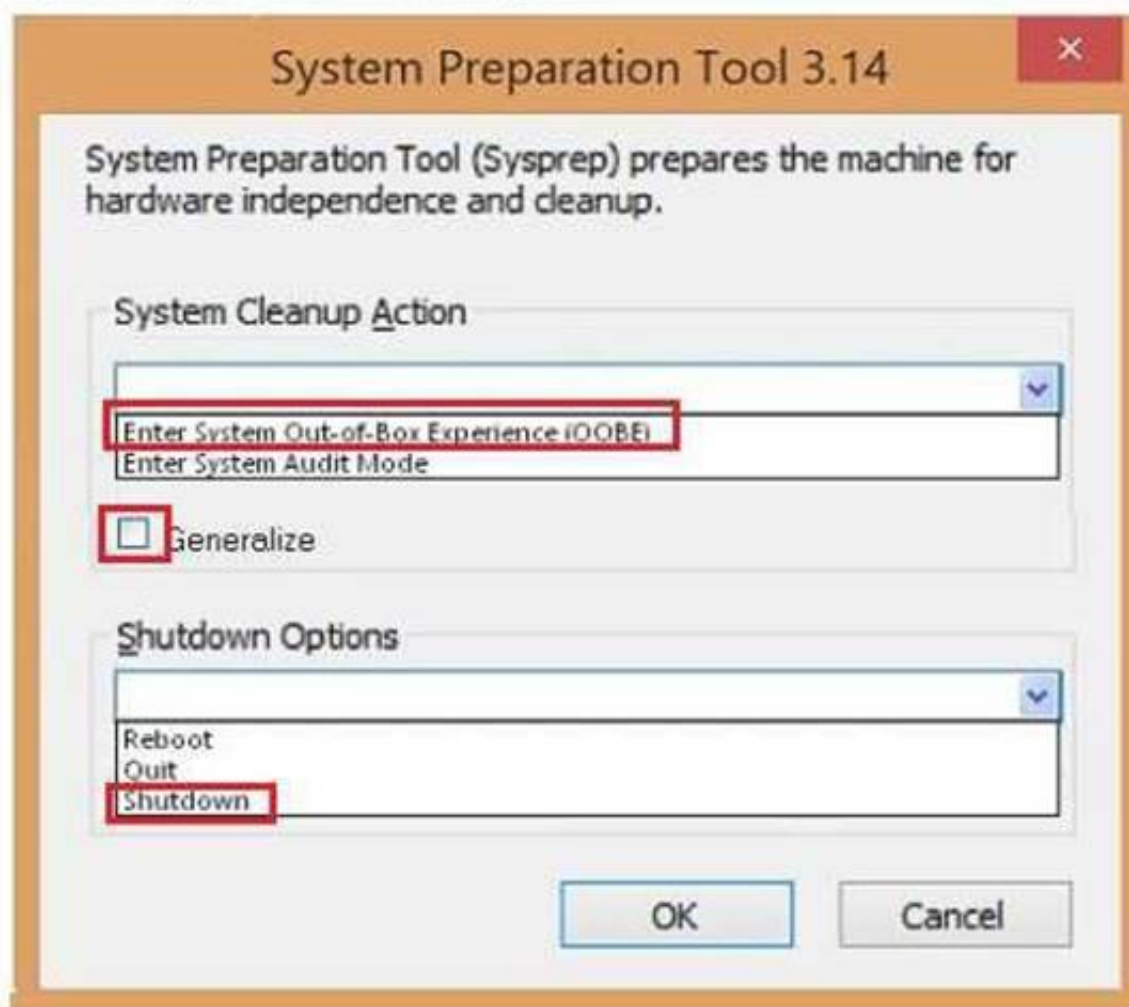 System Preparation Tool 3.14
System Preparation Tool (Sysprep) prepares the machine for
hardware independence and cleanup.
System Cleanup Action
Enter System Out-of-Box Experience (OOBE)
Enter System Audit Mode
Generalize
Shutdown Options
Reboot
Quit
Shutdown
OK
Cancel